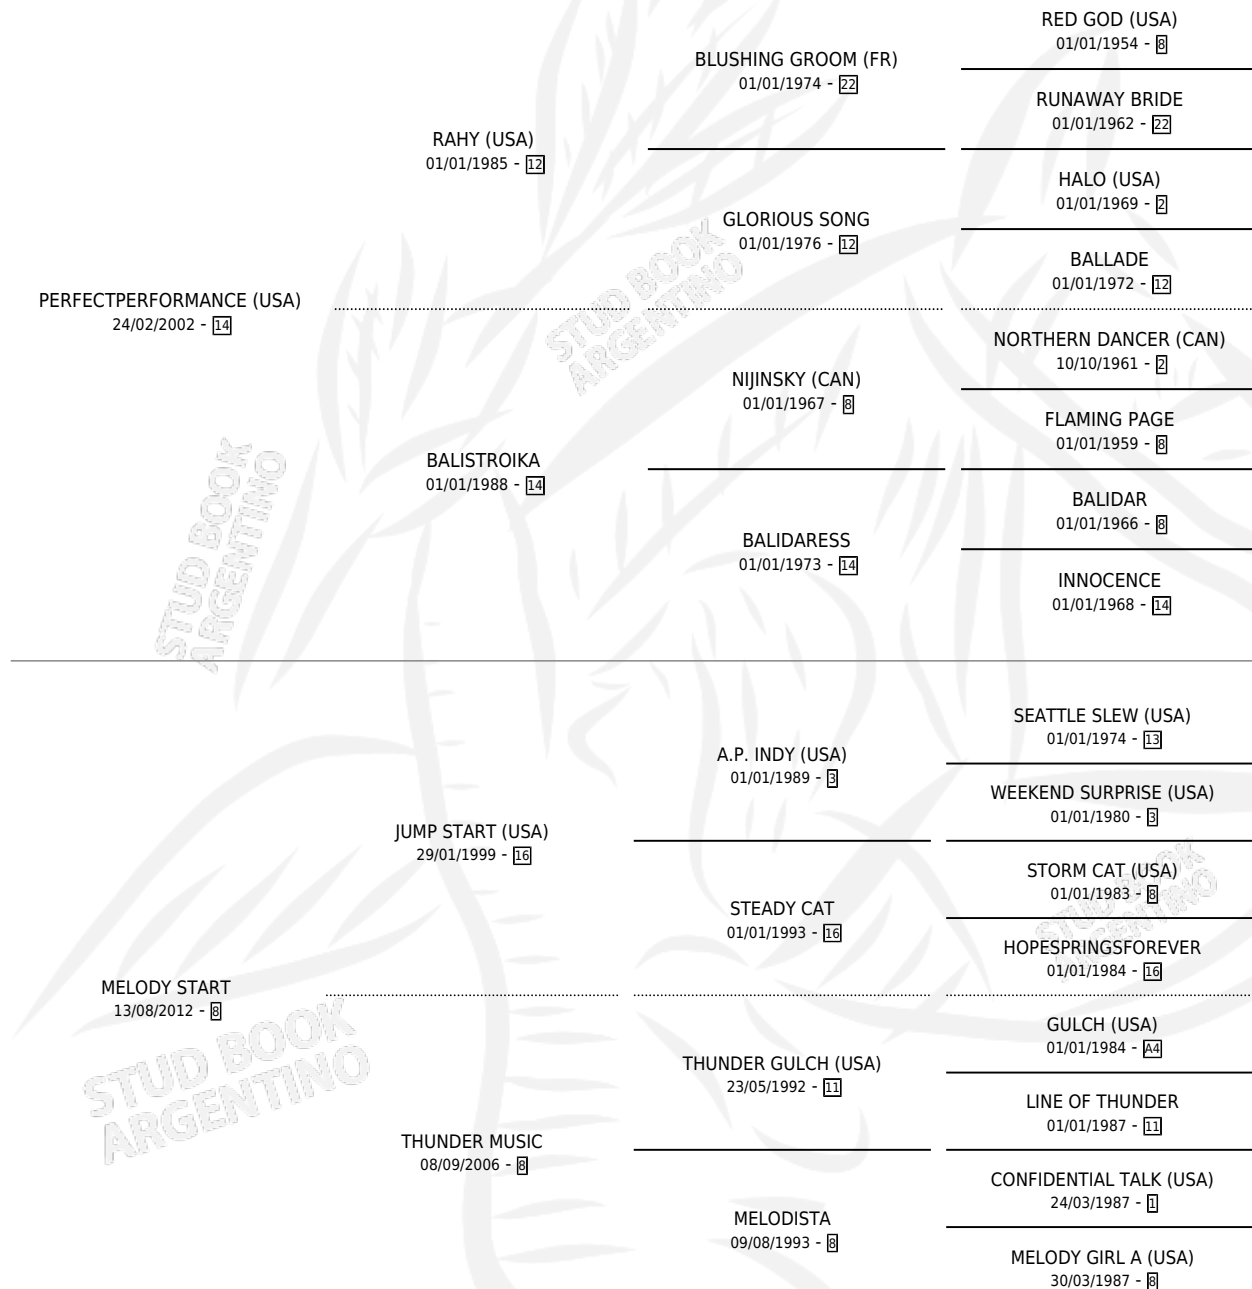 RED GOD (USA)
01/01/1954 - 8
BLUSHING GROOM (FR)
01/01/1974 - 22
RUNAWAY BRIDE
01/01/1962 - 22
RAHY (USA)
01/01/1985 - 12
HALO (USA)
01/01/1969 - 2
GLORIOUS SONG
01/01/1976 - 12
BALLADE
01/01/1972 - 12
PERFECTPERFORMANCE (USA)
24/02/2002 - 14
STUD BOOK
ARGENTINO
NORTHERN DANCER (CAN)
10/10/1961 - 2
NIJINSKY (CAN)
01/01/1967 - 8
FLAMING PAGE
01/01/1959 - 8
BALISTROIKA
01/01/1988 - 14
BALIDAR
01/01/1966 - 8
BALIDARESS
01/01/1973 - 14
INNOCENCE
01/01/1968 - 14
STUD BOOK
ARGENTINO
SEATTLE SLEW (USA)
01/01/1974 - 13
A.P. INDY (USA)
01/01/1989 - 3
WEEKEND SURPRISE (USA)
01/01/1980 - 3
JUMP START (USA)
29/01/1999 - 16
STORM CAT (USA)
01/01/1983 - 8
STEADY CAT
01/01/1993 - 16
STUD BOOK
ARGENTINO
HOPESPRINGSFOREVER
01/01/1984 - 16
MELODY START
13/08/2012 - 8
STUD BOOK
ARGENTINO
GULCH (USA)
01/01/1984 - A4
THUNDER GULCH (USA)
23/05/1992 - 11
LINE OF THUNDER
01/01/1987 - 11
THUNDER MUSIC
08/09/2006 - 8
CONFIDENTIAL TALK (USA)
24/03/1987 - 1
MELODISTA
09/08/1993 - 8
MELODY GIRL A (USA)
30/03/1987 - 8